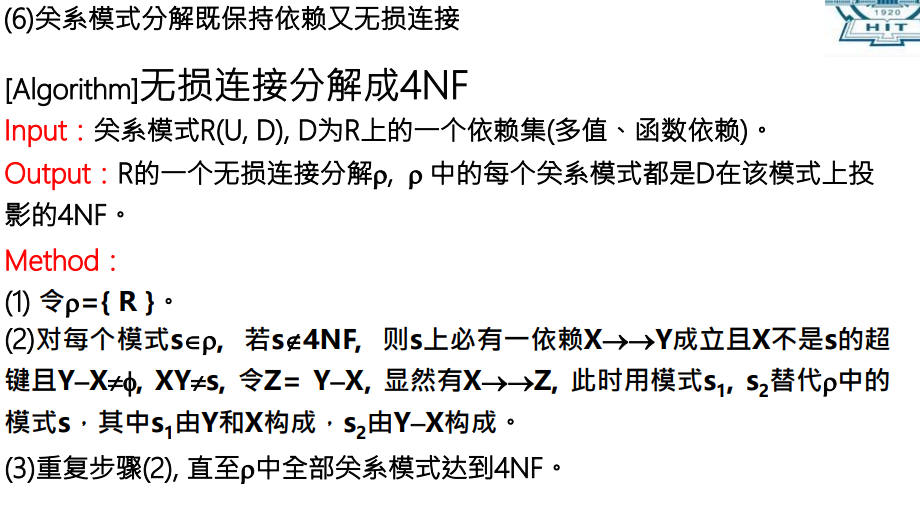 (6)关系模式分解既保持依赖又无损连接
1920
HIT
[Algorithm]无损连接分解成4NF
Input：关系模式R(U, D), D为R上的一个依赖集(多值、函数依赖)。
Output：R的一个无损连接分解ρ, ρ 中的每个关系模式都是D在该模式上投
影的4NF。
Method：
(1) 令ρ={ R }。
(2)对每个模式s∈ρ, 若s∉4NF, 则s上必有一依赖X→→Y成立且X不是s的超
键且Y–X≠ϕ, XY≠s, 令Z= Y–X, 显然有X→→Z, 此时用模式s1, s2替代ρ中的
模式s，其中s1由Y和X构成，s2由Y–X构成。
(3)重复步骤(2), 直至ρ中全部关系模式达到4NF。